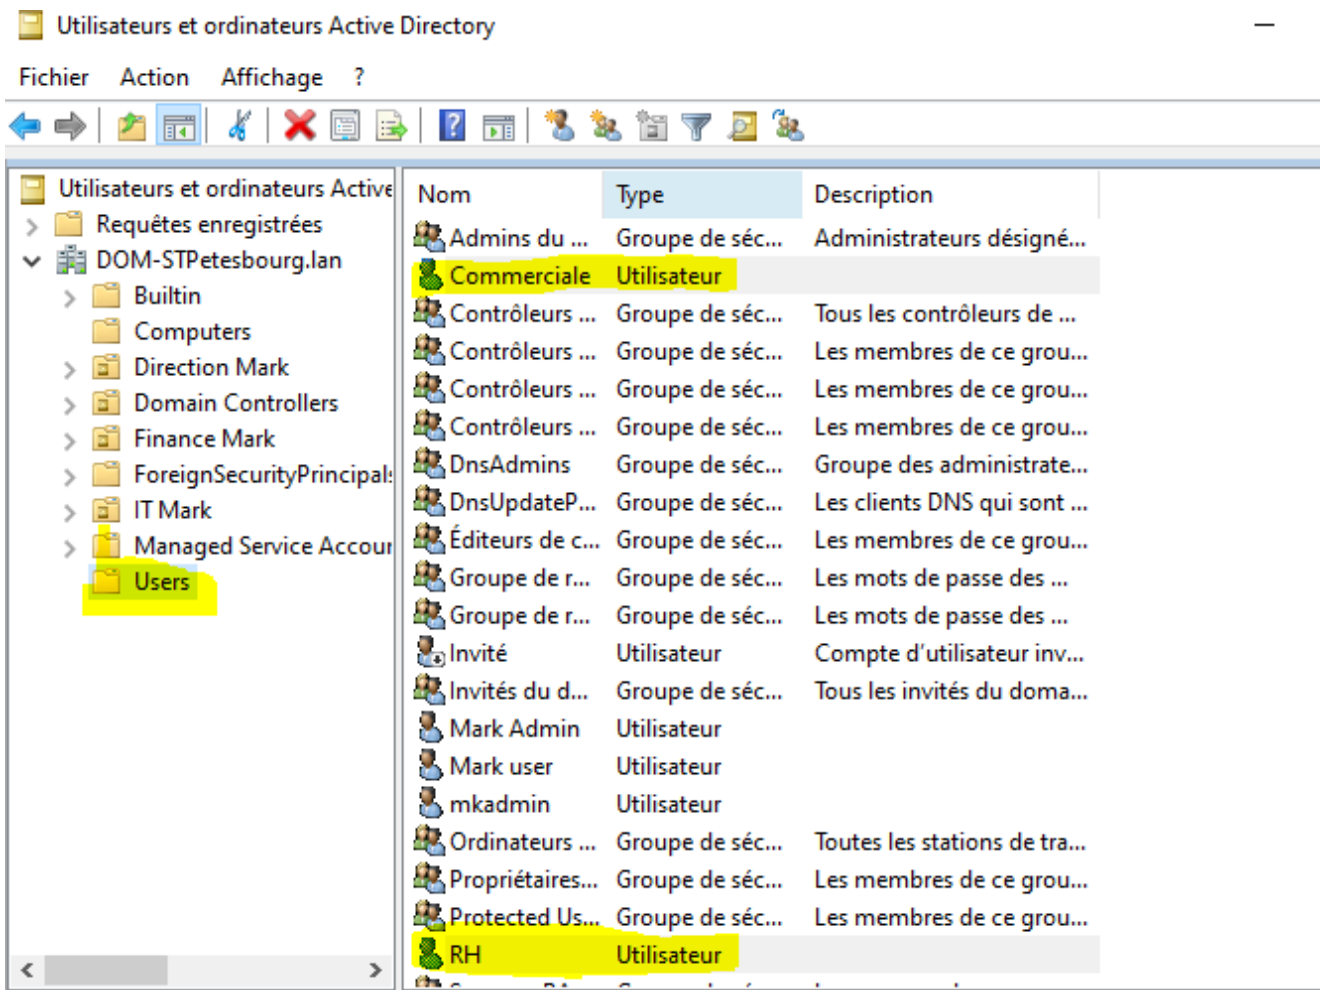 Utilisateurs et ordinateurs Active Directory
Fichier Action Affichage ?
Utilisateurs et ordinateurs Active
Requêtes enregistrées
DOM-STPetesbourg.lan
Builtin
Computers
Direction Mark
Domain Controllers
Finance Mark
ForeignSecurityPrincipals
IT Mark
Managed Service Accour
Users
Nom Type Description
Admins du ... Groupe de séc... Administrateurs désigné...
Commerciale Utilisateur
Contrôleurs ... Groupe de séc... Tous les contrôleurs de ...
Contrôleurs ... Groupe de séc... Les membres de ce grou...
Contrôleurs ... Groupe de séc... Les membres de ce grou...
Contrôleurs ... Groupe de séc... Les membres de ce grou...
DnsAdmins Groupe de séc... Groupe des administrate...
DnsUpdateP... Groupe de séc... Les clients DNS qui sont ...
Éditeurs de c... Groupe de séc... Les membres de ce grou...
Groupe de r... Groupe de séc... Les mots de passe des ...
Groupe de r... Groupe de séc... Les mots de passe des ...
Invité Utilisateur Compte d'utilisateur inv...
Invités du d... Groupe de séc... Tous les invités du doma...
Mark Admin Utilisateur
Mark user Utilisateur
mkadmin Utilisateur
Ordinateurs ... Groupe de séc... Toutes les stations de tra...
Propriétaires... Groupe de séc... Les membres de ce grou...
Protected Us... Groupe de séc... Les membres de ce grou...
RH Utilisateur